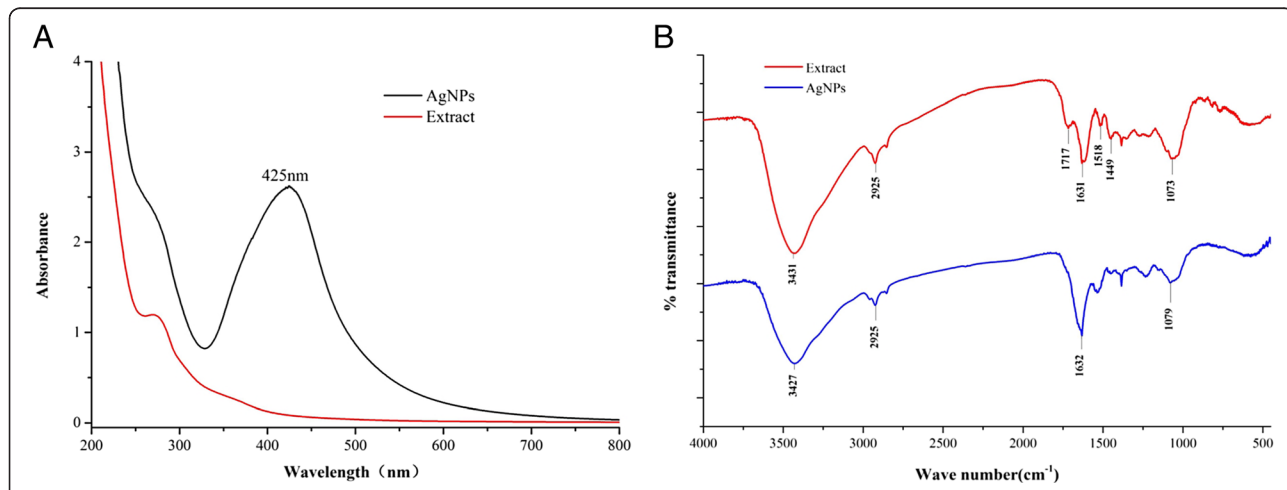 A
4
3
2
1
0
200 300 400 500 600 700 800
Absorbance
Wavelength（nm）
AgNPs
Extract
425nm
B
Extract
AgNPs
% transmittance
3431
2925
1717
1631
1518
1449
1073
3427
2925
1632
1079
4000 3500 3000 2500 2000 1500 1000 500
Wave number(cm-1)